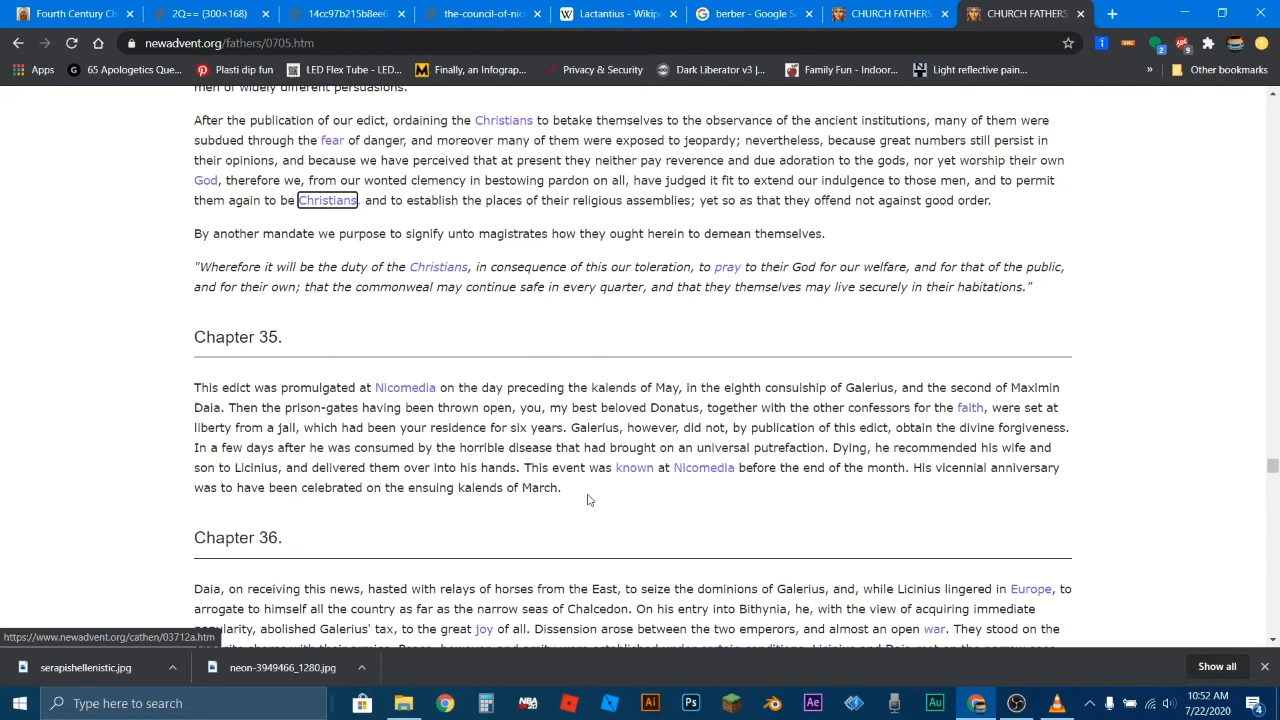 Fourth Century Ch
2Q== (300×168)
14cc97b215b8ee6
the-council-of-nic
Lactantius - Wikipe
berber - Google Se
CHURCH FATHERS
CHURCH FATHERS
newadvent.org/fathers/0705.htm
Apps
65 Apologetics Que...
Plasti dip fun
LED Flex Tube - LED...
Finally, an Infograp...
Privacy & Security
Dark Liberator v3 |...
Family Fun - Indoor...
Light reflective pain...
»
Other bookmarks
men of widely different persuasions.
After the publication of our edict, ordaining the Christians to betake themselves to the observance of the ancient institutions, many of them were
subdued through the fear of danger, and moreover many of them were exposed to jeopardy; nevertheless, because great numbers still persist in
their opinions, and because we have perceived that at present they neither pay reverence and due adoration to the gods, nor yet worship their own
God, therefore we, from our wonted clemency in bestowing pardon on all, have judged it fit to extend our indulgence to those men, and to permit
them again to be Christians, and to establish the places of their religious assemblies; yet so as that they offend not against good order.
By another mandate we purpose to signify unto magistrates how they ought herein to demean themselves.
"Wherefore it will be the duty of the Christians, in consequence of this our toleration, to pray to their God for our welfare, and for that of the public,
and for their own; that the commonweal may continue safe in every quarter, and that they themselves may live securely in their habitations."
Chapter 35.
This edict was promulgated at Nicomedia on the day preceding the kalends of May, in the eighth consulship of Galerius, and the second of Maximin
Daia. Then the prison-gates having been thrown open, you, my best beloved Donatus, together with the other confessors for the faith, were set at
liberty from a jail, which had been your residence for six years. Galerius, however, did not, by publication of this edict, obtain the divine forgiveness.
In a few days after he was consumed by the horrible disease that had brought on an universal putrefaction. Dying, he recommended his wife and
son to Licinius, and delivered them over into his hands. This event was known at Nicomedia before the end of the month. His vicennial anniversary
was to have been celebrated on the ensuing kalends of March.
Chapter 36.
Daia, on receiving this news, hasted with relays of horses from the East, to seize the dominions of Galerius, and, while Licinius lingered in Europe, to
arrogate to himself all the country as far as the narrow seas of Chalcedon. On his entry into Bithynia, he, with the view of acquiring immediate
popularity, abolished Galerius' tax, to the great joy of all. Dissension arose between the two emperors, and almost an open war. They stood on the
https://www.newadvent.org/cathen/03712a.htm
serapishellenistic.jpg
neon-3949466_1280.jpg
Show all
Type here to search
10:52 AM
7/22/2020